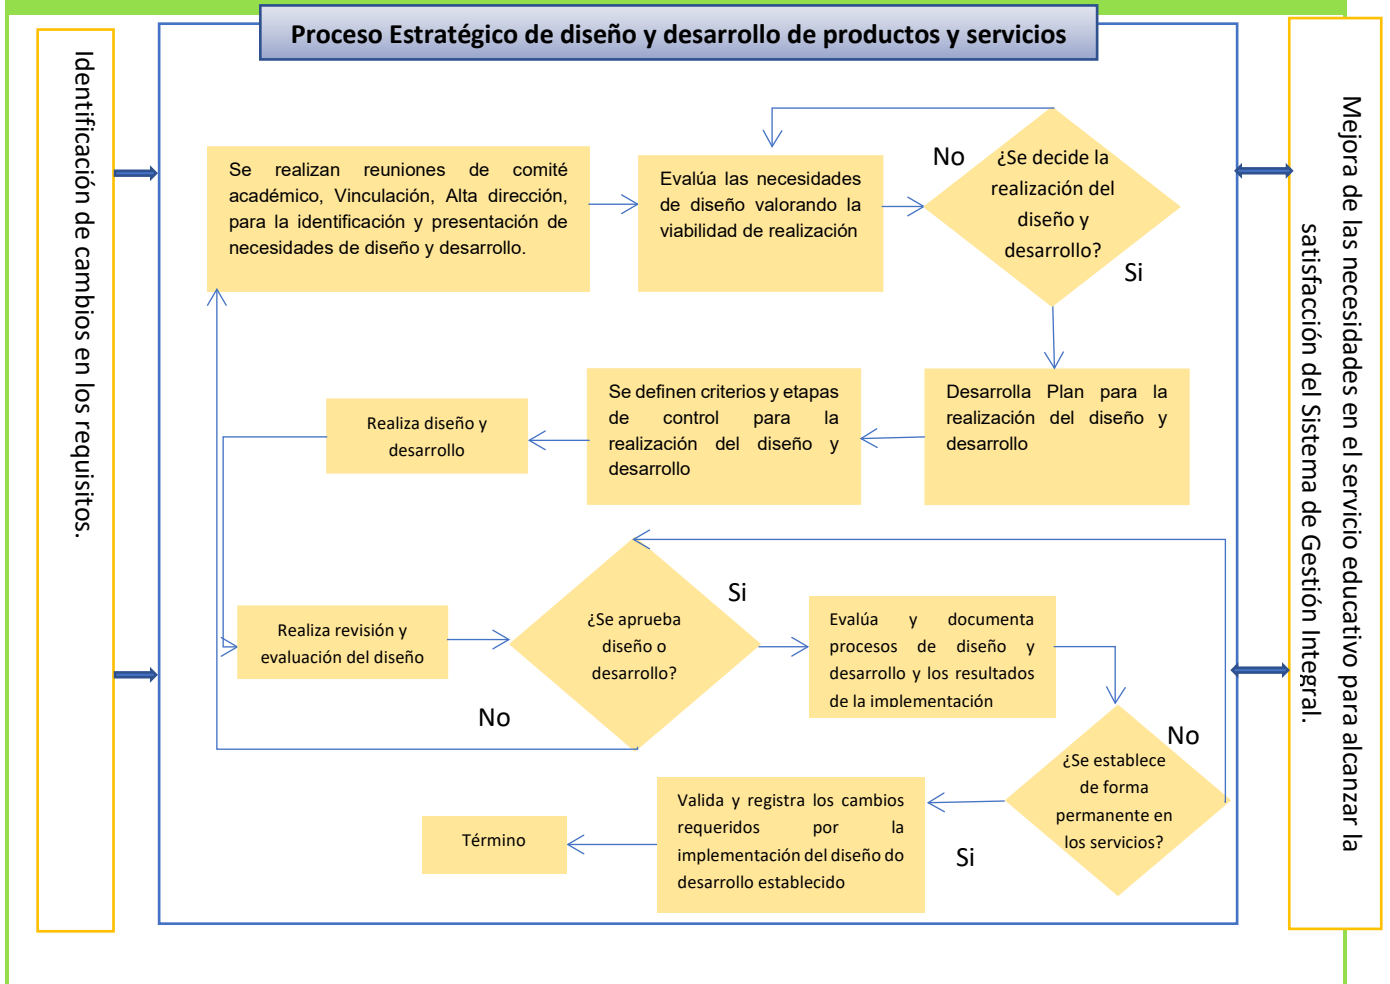 Proceso Estratégico de diseño y desarrollo de productos y servicios
Identificación de cambios en los requisitos.
Se realizan reuniones de comité
académico, Vinculación, Alta dirección,
para la identificación y presentación de
necesidades de diseño y desarrollo.
Evalúa las necesidades
de diseño valorando la
viabilidad de realización
No
¿Se decide la
realización del
diseño y
desarrollo?
Si
Desarrolla Plan para la
realización del diseño y
desarrollo
Se definen criterios y etapas
de control para la
realización del diseño y
desarrollo
Realiza diseño y
desarrollo
Realiza revisión y
evaluación del diseño
¿Se aprueba
diseño o
desarrollo?
Si
No
Evalúa y documenta
procesos de diseño y
desarrollo y los resultados
de la implementación
No
¿Se establece
de forma
permanente en
los servicios?
Si
Valida y registra los cambios
requeridos por la
implementación del diseño do
desarrollo establecido
Término
Mejora de las necesidades en el servicio educativo para alcanzar la
satisfacción del Sistema de Gestión Integral.